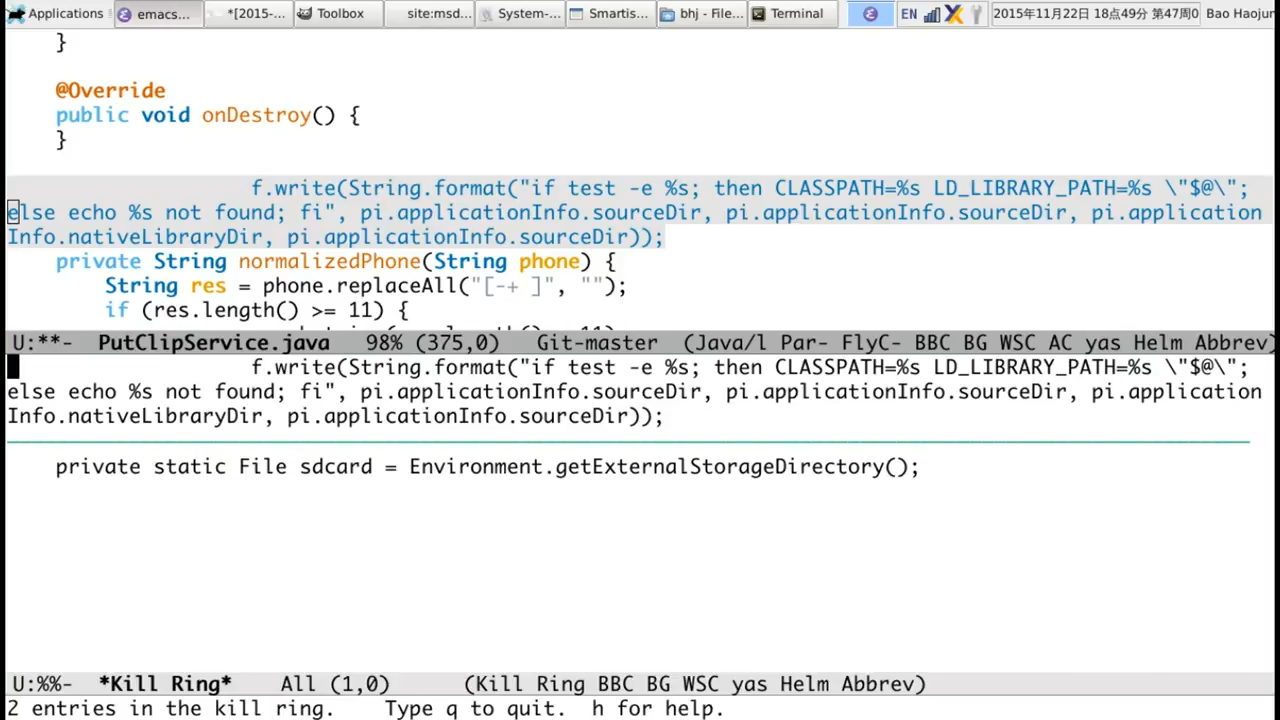 Applications
emacs...
*[2015-...
Toolbox
site:msd...
System-...
Smartis...
bhj - File...
Terminal
EN
2015年11月22日 18点49分 第47周0
Bao Haojun
}
@Override
public void onDestroy() {
}
f.write(String.format("if test -e %s; then CLASSPATH=%s LD_LIBRARY_PATH=%s \"$@\";
else echo %s not found; fi", pi.applicationInfo.sourceDir, pi.applicationInfo.sourceDir, pi.application
Info.nativeLibraryDir, pi.applicationInfo.sourceDir));
private String normalizedPhone(String phone) {
String res = phone.replaceAll("[-+ ]", "");
if (res.length() >= 11) {
U:**-  PutClipService.java   98% (375,0)   Git-master  (Java/l Par- FlyC- BBC BG WSC AC yas Helm Abbrev)
f.write(String.format("if test -e %s; then CLASSPATH=%s LD_LIBRARY_PATH=%s \"$@\";
else echo %s not found; fi", pi.applicationInfo.sourceDir, pi.applicationInfo.sourceDir, pi.application
Info.nativeLibraryDir, pi.applicationInfo.sourceDir));
private static File sdcard = Environment.getExternalStorageDirectory();
U:%%-  *Kill Ring*    All (1,0)      (Kill Ring BBC BG WSC yas Helm Abbrev)
2 entries in the kill ring.    Type q to quit.  h for help.